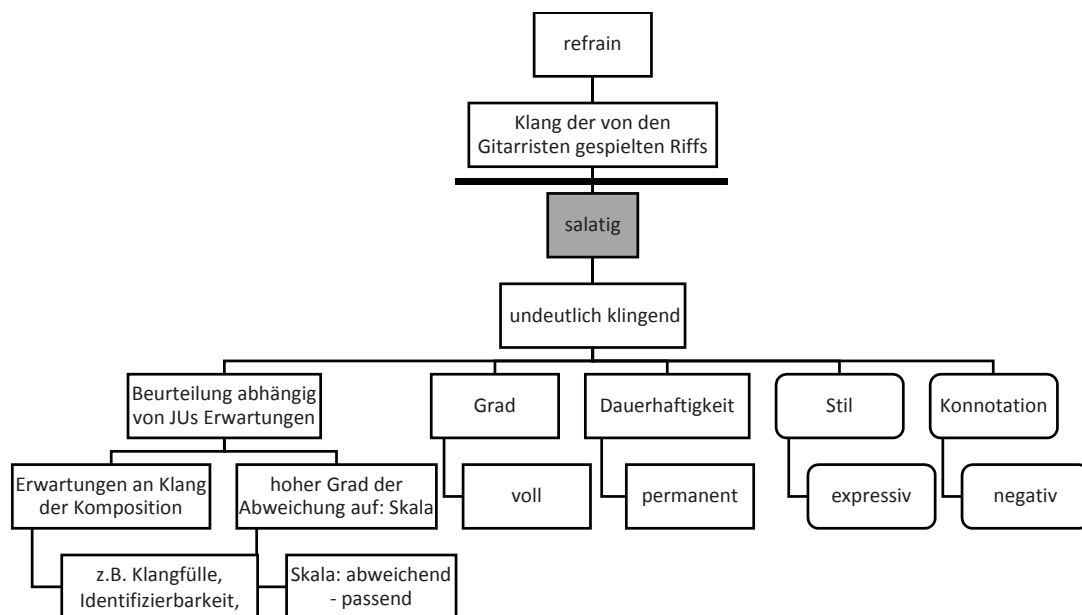 refrain
Klang der von den
Gitarristen gespielten Riffs
salatig
undeutlich klingend
Beurteilung abhängig
von JUs Erwartungen
Grad
Dauerhaftigkeit
Stil
Konnotation
Erwartungen an Klang
der Komposition
hoher Grad der
Abweichung auf: Skala
voll
permanent
expressiv
negativ
z.B. Klangfülle,
Identifizierbarkeit,
Skala: abweichend
- passend